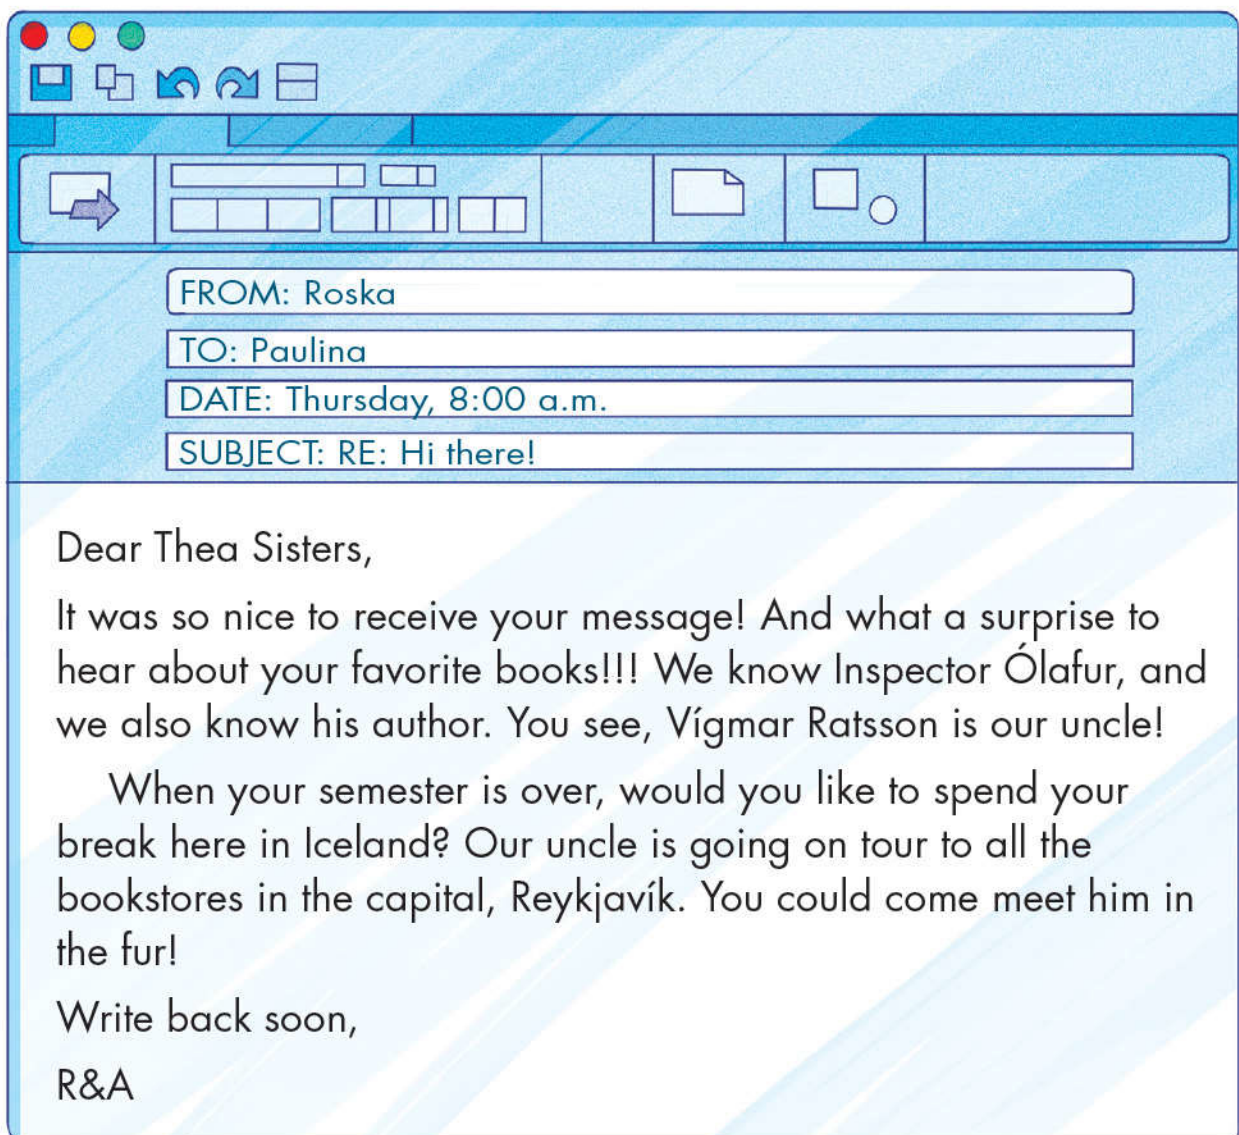 FROM: Roska
TO: Paulina
DATE: Thursday, 8:00 a.m.
SUBJECT: RE: Hi there!
Dear Thea Sisters,
It was so nice to receive your message! And what a surprise to
hear about your favorite books!!! We know Inspector Ólafur, and
we also know his author. You see, Vígmar Ratsson is our uncle!
When your semester is over, would you like to spend your
break here in Iceland? Our uncle is going on tour to all the
bookstores in the capital, Reykjavík. You could come meet him in
the fur!
Write back soon,
R&A